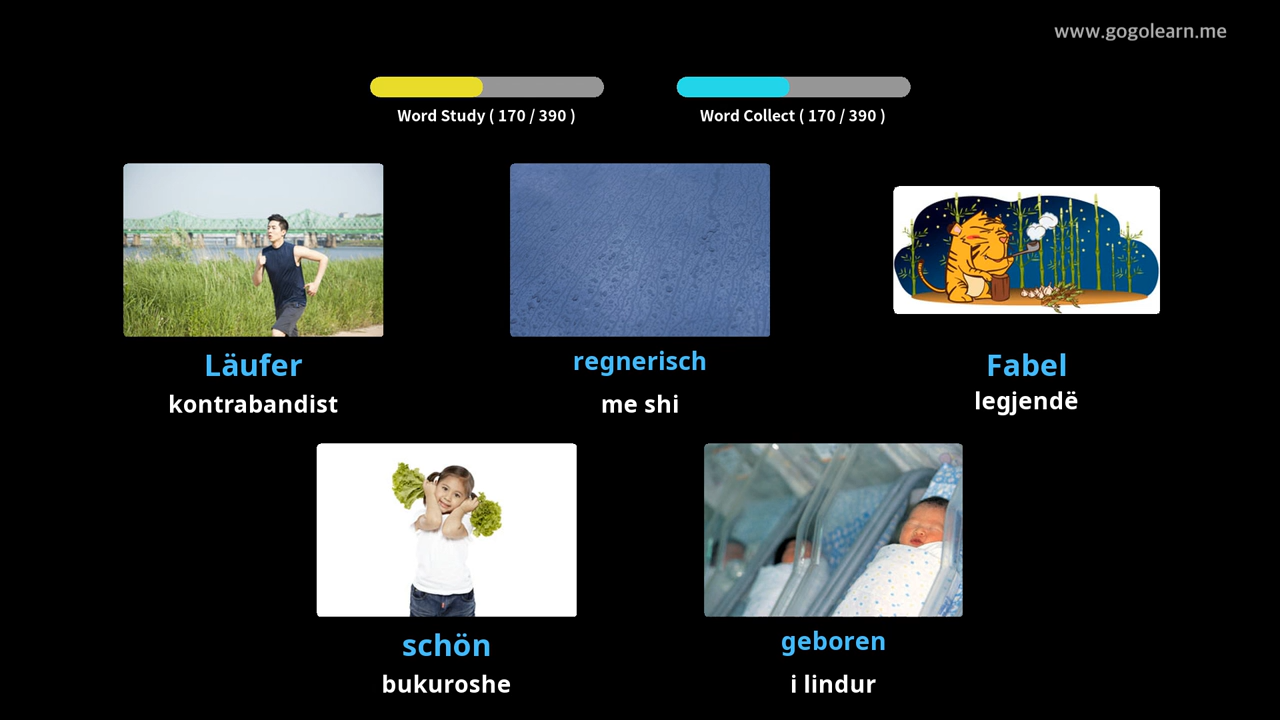 www.gogolearn.me
Word Study ( 170 / 390 )
Word Collect ( 170 / 390 )
Läufer
kontrabandist
regnerisch
me shi
Fabel
legjendë
schön
bukuroshe
geboren
i lindur